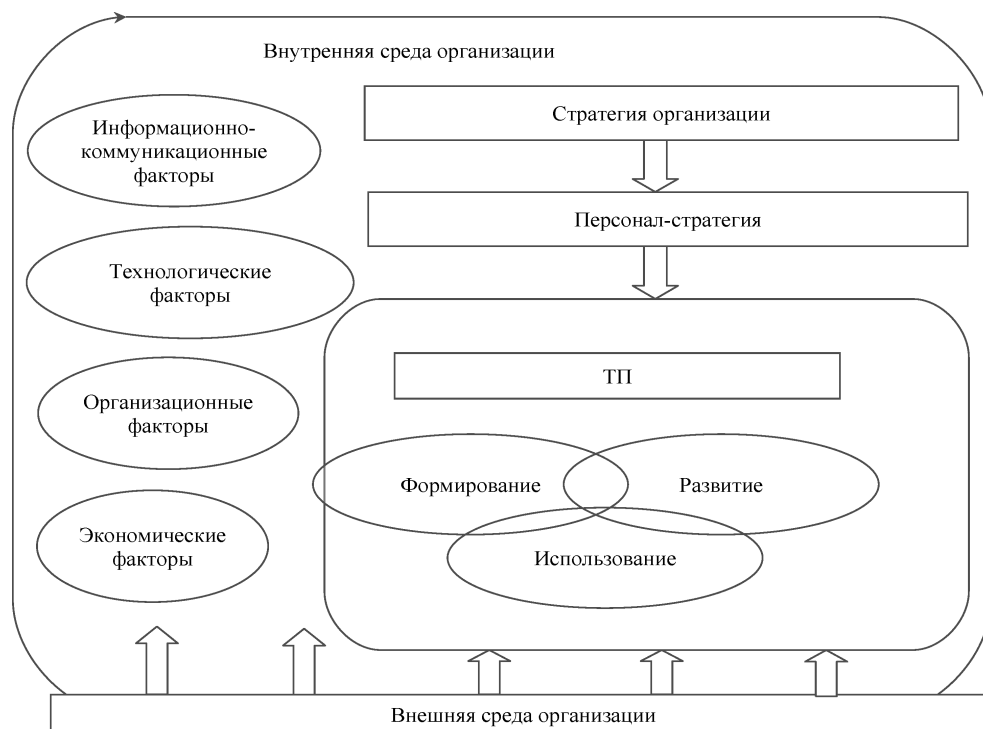 Внутренняя среда организации
Информационно-
коммуникационные
факторы
Стратегия организации
Персонал-стратегия
Технологические
факторы
ТП
Организационные
факторы
Формирование
Развитие
Использование
Экономические
факторы
Внешняя среда организации